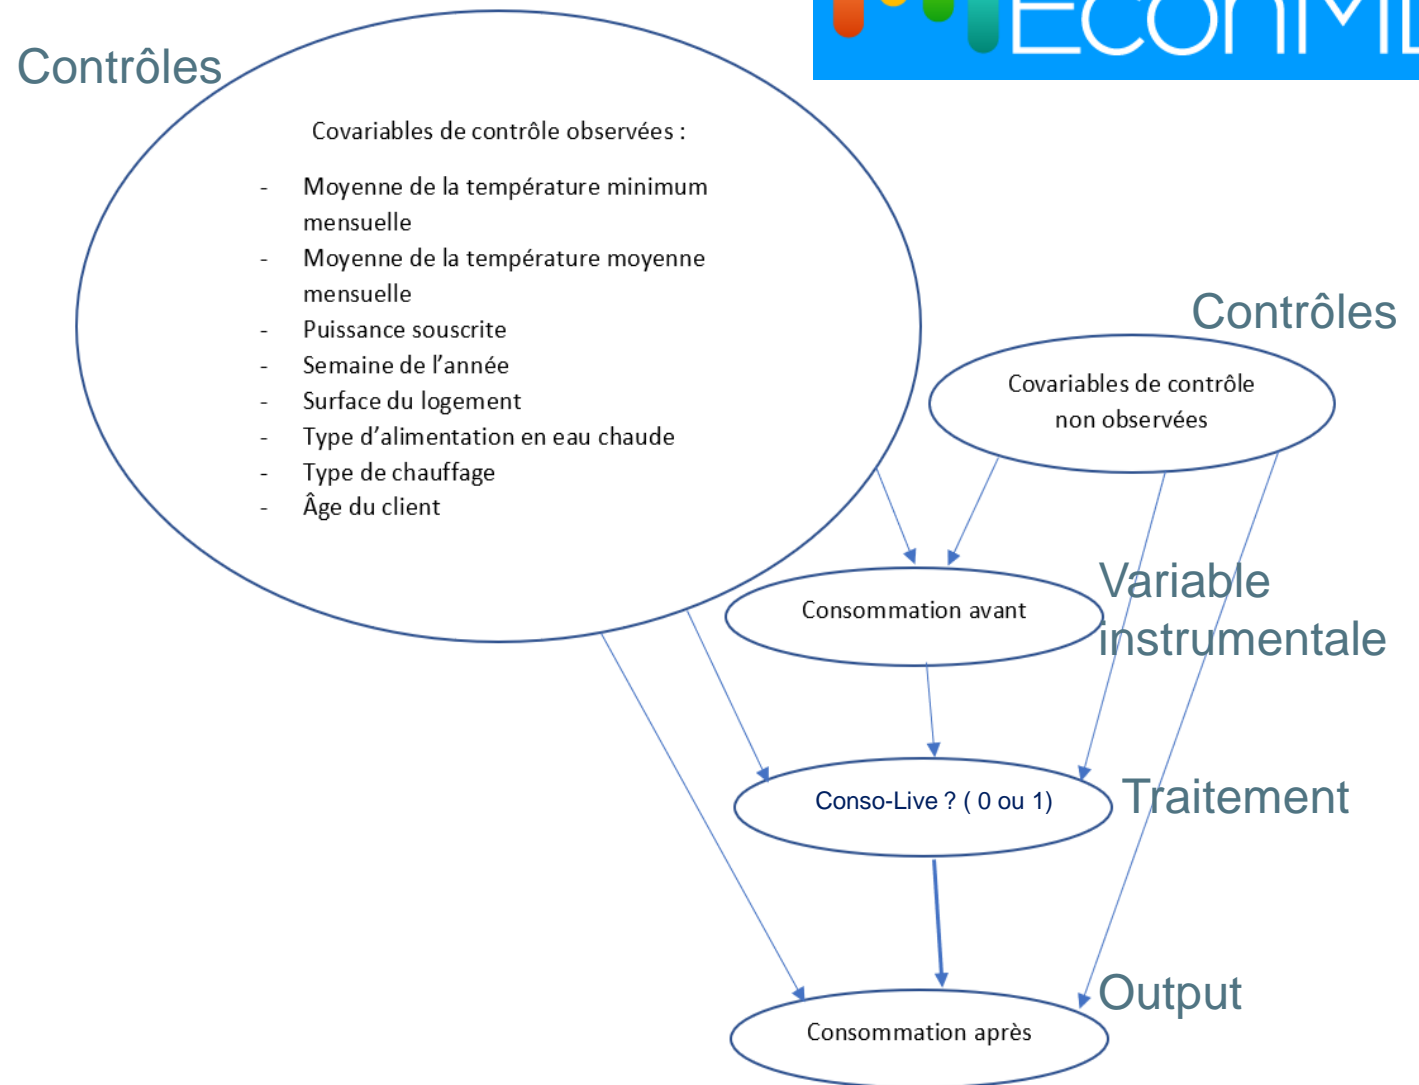 EconML
Contrôles
Covariables de contrôle observées :
- Moyenne de la température minimum
mensuelle
- Moyenne de la température moyenne
mensuelle
- Puissance souscrite
- Semaine de l'année
- Surface du logement
- Type d'alimentation en eau chaude
- Type de chauffage
- Âge du client
Contrôles
Covariables de contrôle
non observées
Consommation avant
Variable
instrumentale
Conso-Live ? ( 0 ou 1)
Traitement
Output
Consommation après